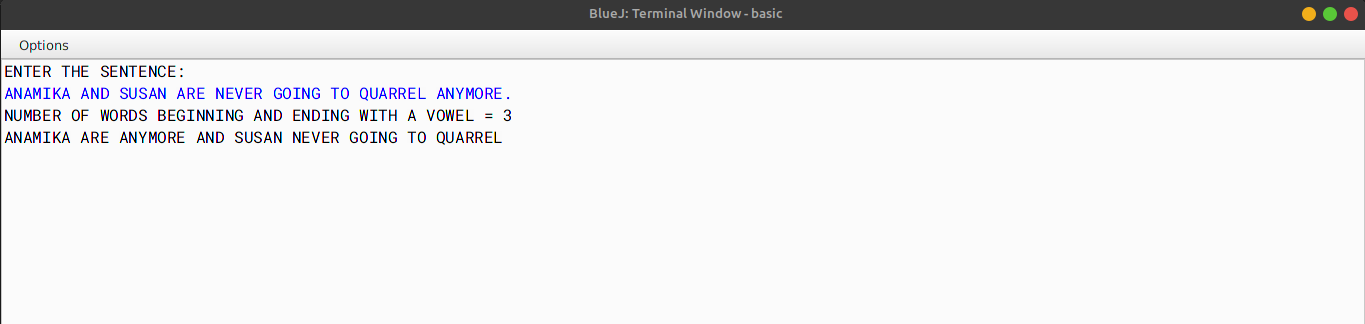 BlueJ: Terminal Window - basic
Options
ENTER THE SENTENCE:
ANAMIKA AND SUSAN ARE NEVER GOING TO QUARREL ANYMORE.
NUMBER OF WORDS BEGINNING AND ENDING WITH A VOWEL = 3
ANAMIKA ARE ANYMORE AND SUSAN NEVER GOING TO QUARREL